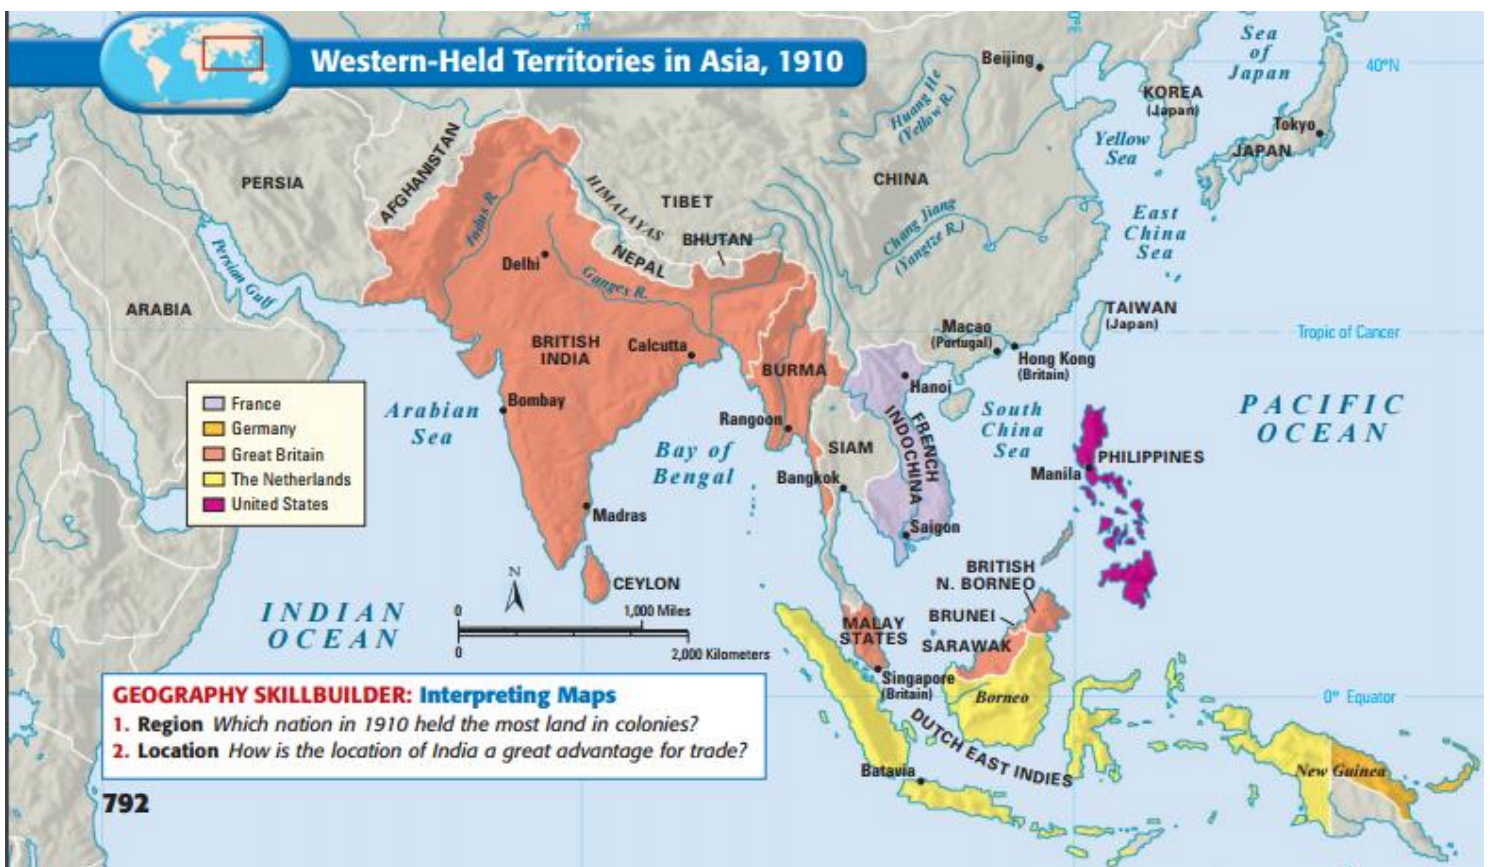 Western-Held Territories in Asia, 1910
Beijing
Sea
of
Japan
40°N
KOREA
(Japan)
Huang He
(Yellow R.)
Yellow
Sea
Tokyo
JAPAN
PERSIA
AFGHANISTAN
Indus R.
HIMALAYAS
TIBET
CHINA
Chang Jiang
(Yangtze R.)
East
China
Sea
Persian Gulf
Delhi
NEPAL
BHUTAN
Ganges R.
ARABIA
TAIWAN
(Japan)
BRITISH
INDIA
Calcutta
Macao
(Portugal)
Hong Kong
(Britain)
Tropic of Cancer
BURMA
Hanoi
France
Germany
Great Britain
The Netherlands
United States
Arabian
Sea
Bombay
Rangoon
Bay of
Bengal
SIAM
Bangkok
FRENCH
INDOCHINA
South
China
Sea
PACIFIC
OCEAN
Manila
PHILIPPINES
Madras
Saigon
CEYLON
N
0
1,000 Miles
0
2,000 Kilometers
INDIAN
OCEAN
BRITISH
N. BORNEO
BRUNEI
SARAWAK
MALAY
STATES
Singapore
(Britain)
Borneo
0° Equator
DUTCH EAST INDIES
Batavia
New Guinea
GEOGRAPHY SKILLBUILDER: Interpreting Maps
1. Region Which nation in 1910 held the most land in colonies?
2. Location How is the location of India a great advantage for trade?
792